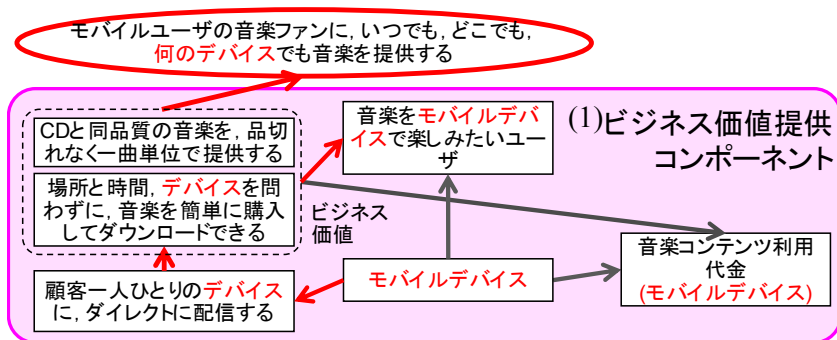 モバイルユーザの音楽ファンに，いつでも，どこでも，
何のデバイスでも音楽を提供する
(1)ビジネス価値提供
コンポーネント
CDと同品質の音楽を，品切
れなく一曲単位で提供する
場所と時間，デバイスを問
わずに，音楽を簡単に購入
してダウンロードできる
ビジネス
価値
音楽をモバイルデバ
イスで楽しみたいユー
ザ
顧客一人ひとりのデバイス
に，ダイレクトに配信する
モバイルデバイス
音楽コンテンツ利用
代金
(モバイルデバイス)